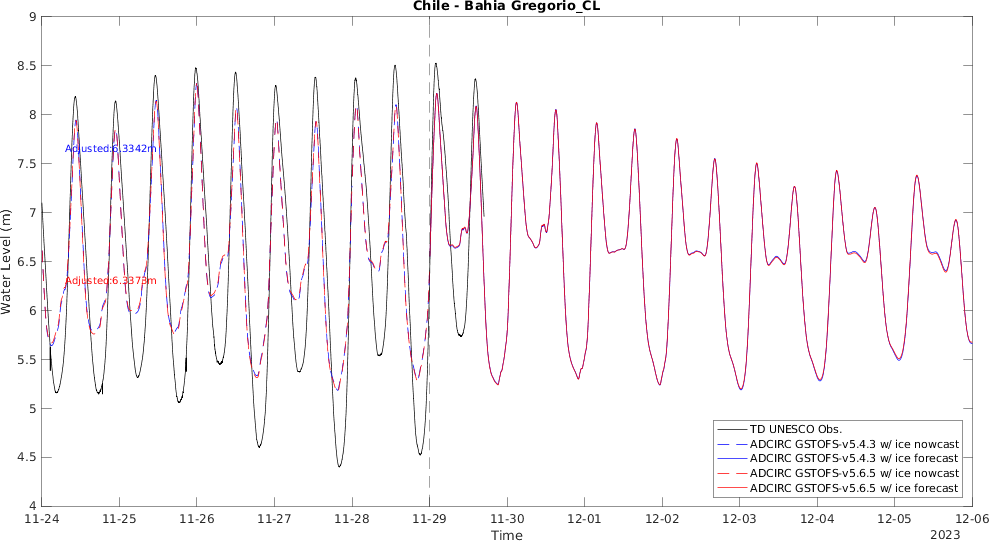 Chile - Bahia Gregorio_CL
9
8.5
8
7.5
7
6.5
6
5.5
5
4.5
4
Water Level (m)
Adjusted:6.3342m
Adjusted:6.3373m
TD UNESCO Obs.
ADCIRC GSTOFS-v5.4.3 w/ ice nowcast
ADCIRC GSTOFS-v5.4.3 w/ ice forecast
ADCIRC GSTOFS-v5.6.5 w/ ice nowcast
ADCIRC GSTOFS-v5.6.5 w/ ice forecast
11-24 11-25 11-26 11-27 11-28 11-29 11-30 12-01 12-02 12-03 12-04 12-05 12-06
Time
2023